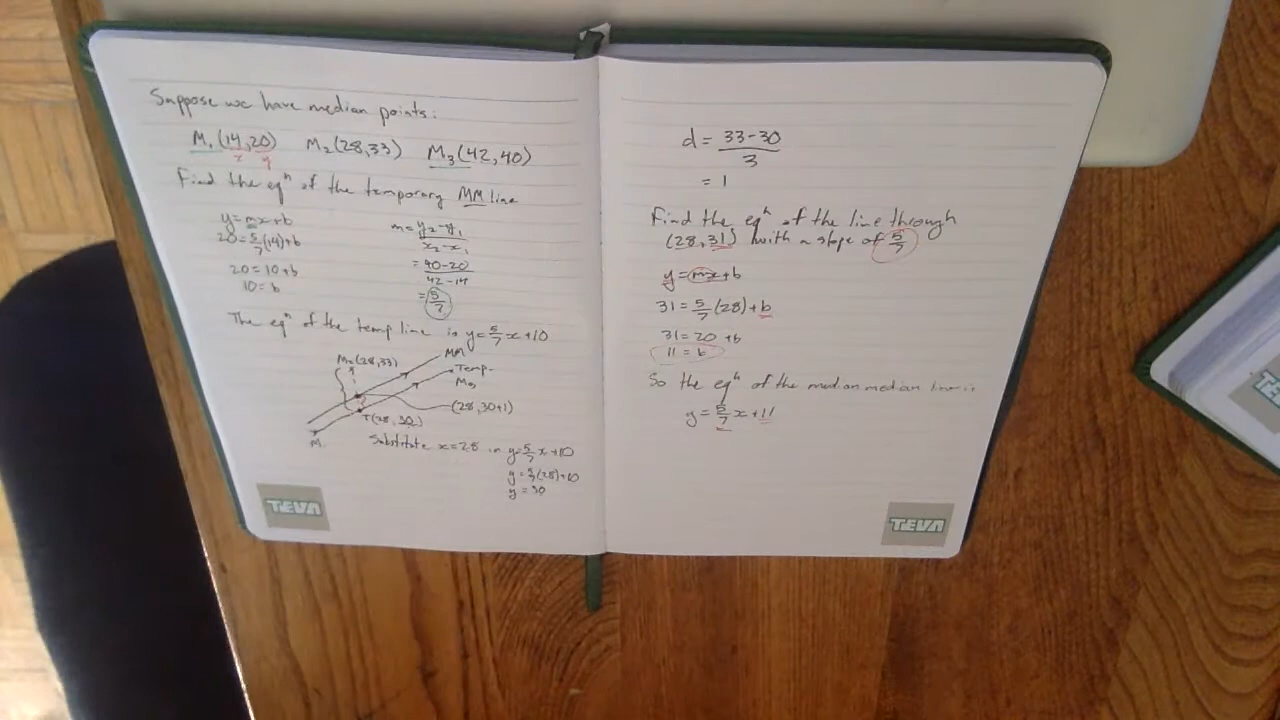 Suppose we have median points:
M₁(14,20) M₂(28,33) M₃(42,40)
x y
Find the eqⁿ of the temporary MM line
y=mx+b
20=5/7(14)+b
20=10+b
10=b
m=y₂-y₁/x₂-x₁
=40-20/42-14
=5/7
The eqⁿ of the temp line is y=5/7x+10
M₂(28,33)
MM
Temp-
M₃
(28,30+1)
T(28,30)
M
Substitute x=28 in y=5/7x+10
y=5/7(28)+10
y=30
TEVA
d=33-30/3
=1
Find the eqⁿ of the line through
(28,31) with a slope of 5/7
y=mx+b
31=5/7(28)+b
31=20+b
11=b
So the eqⁿ of the median median line is
y=5/7x+11
TEVA